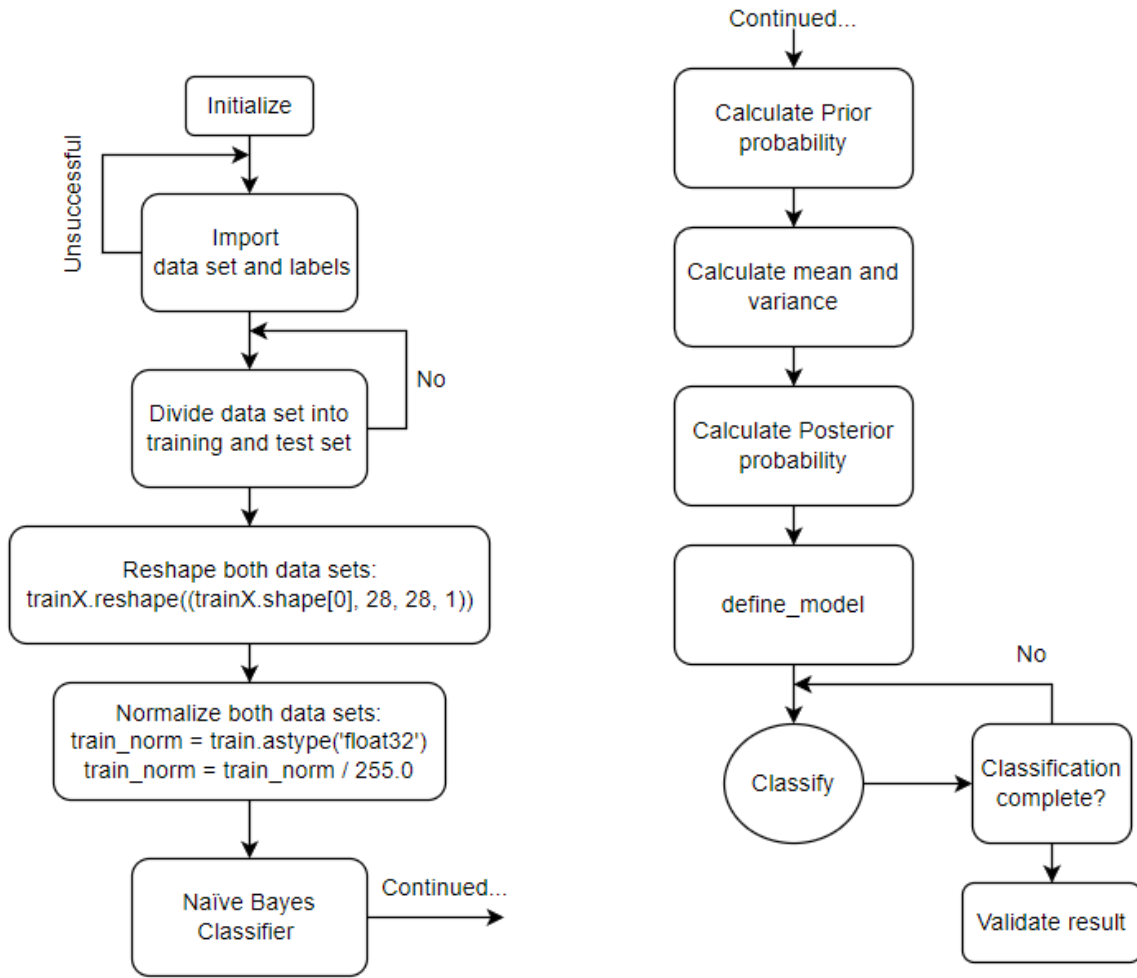 Initialize
Unsuccessful
Import
data set and labels
No
Divide data set into
training and test set
Reshape both data sets:
trainX.reshape((trainX.shape[0], 28, 28, 1))
Normalize both data sets:
train_norm = train.astype('float32')
train_norm = train_norm / 255.0
Naïve Bayes
Classifier
Continued...
Continued...
Calculate Prior
probability
Calculate mean and
variance
Calculate Posterior
probability
define_model
No
Classify
Classification
complete?
Validate result